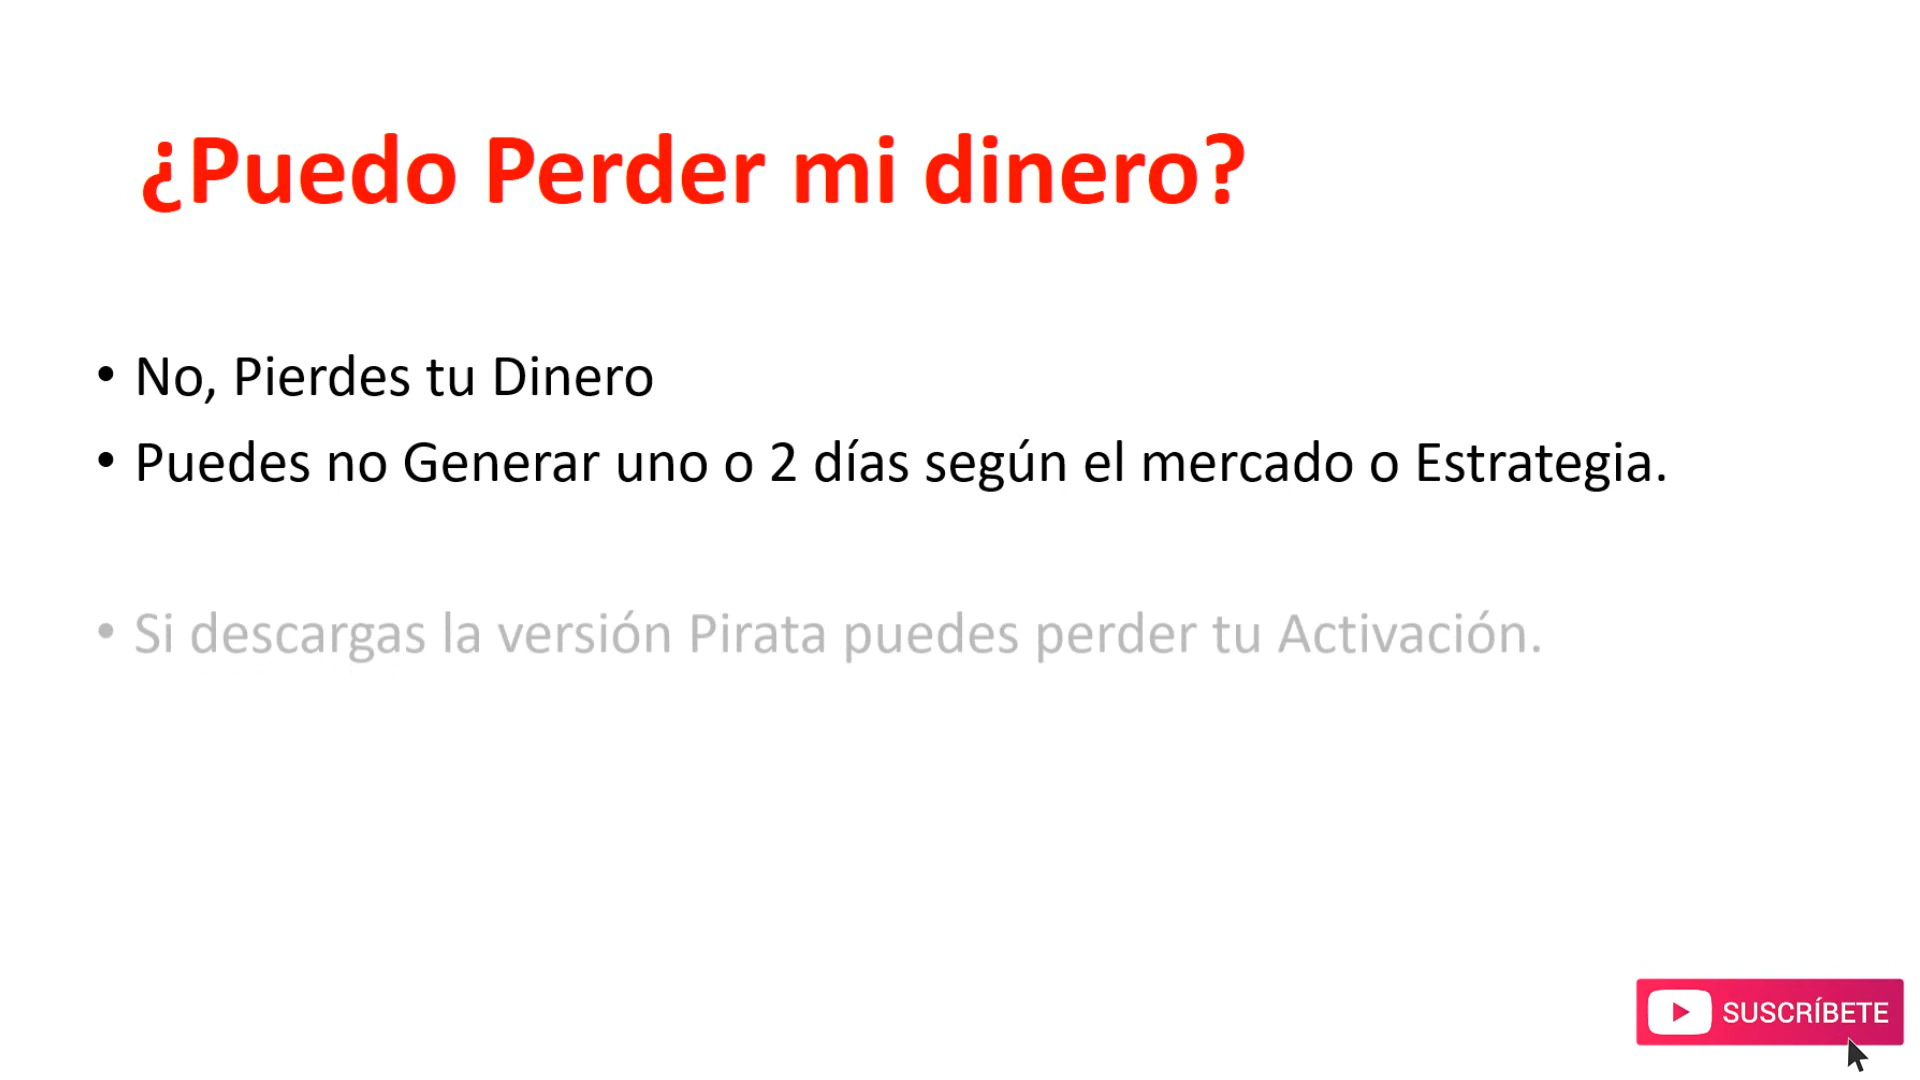 ¿Puedo Perder mi dinero?
• No, Pierdes tu Dinero
• Puedes no Generar uno o 2 días según el mercado o Estrategia.
• Si descargas la versión Pirata puedes perder tu Activación.
SUSCRÍBETE